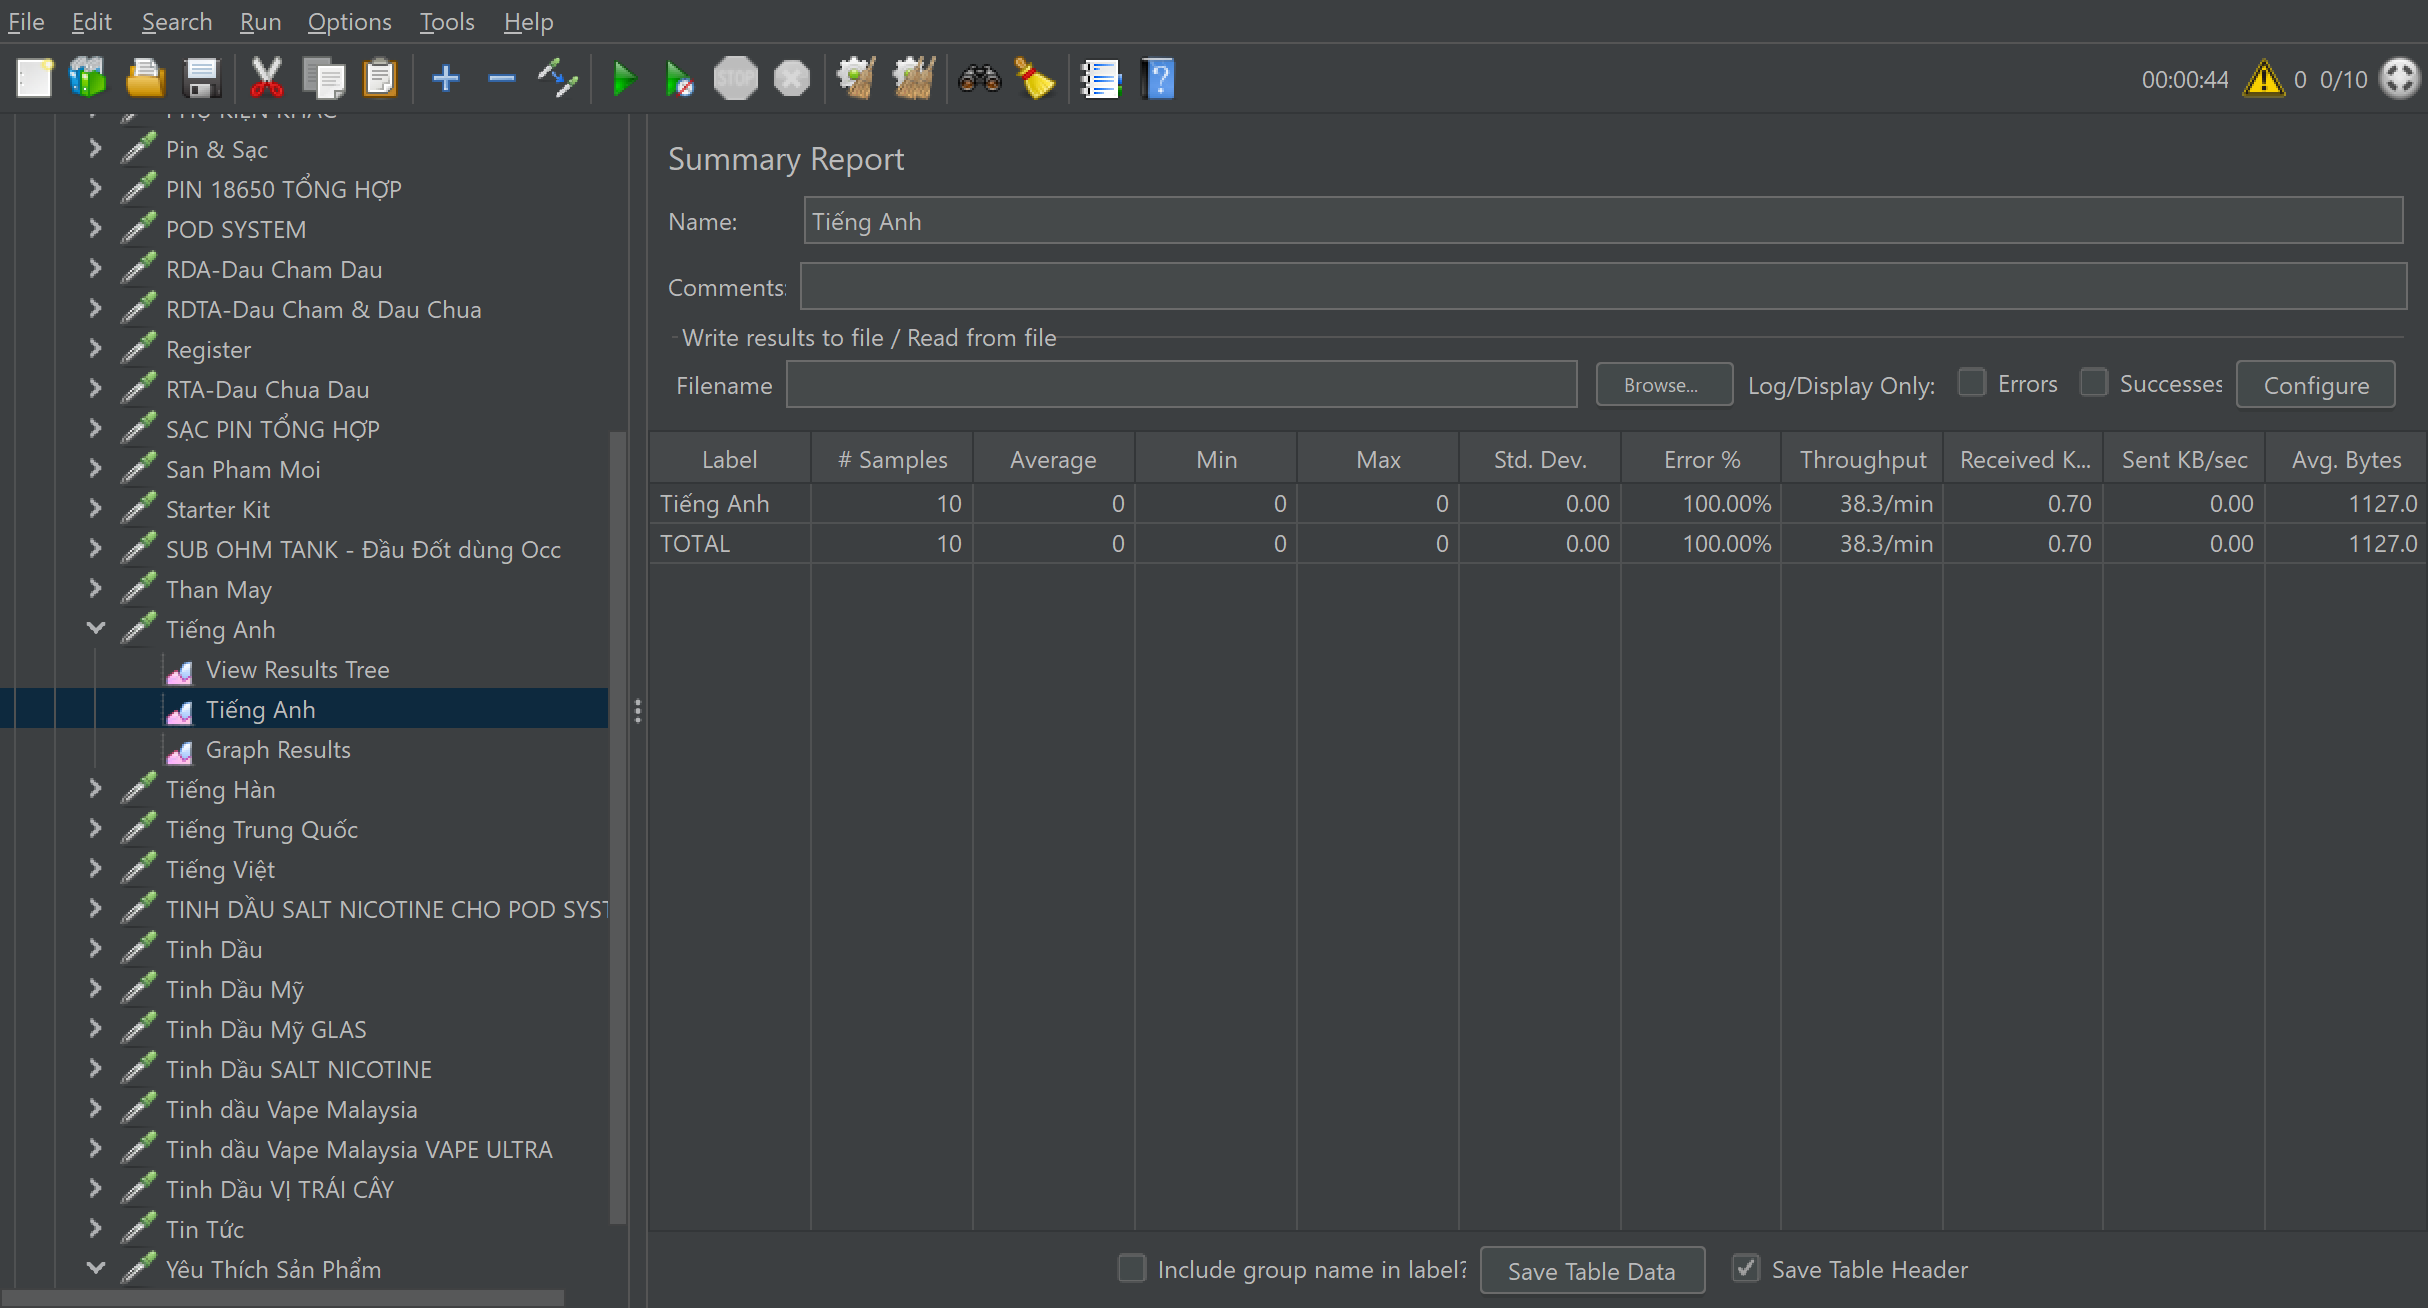 File Edit Search Run Options Tools Help
STOP
00:00:44 0 0/10
Pin & Sạc
PIN 18650 TỔNG HỢP
POD SYSTEM
RDA-Dau Cham Dau
RDTA-Dau Cham & Dau Chua
Register
RTA-Dau Chua Dau
SẠC PIN TỔNG HỢP
San Pham Moi
Starter Kit
SUB OHM TANK - Đầu Đốt dùng Occ
Than May
Tiếng Anh
View Results Tree
Tiếng Anh
Graph Results
Tiếng Hàn
Tiếng Trung Quốc
Tiếng Việt
TINH DẦU SALT NICOTINE CHO POD SYST
Tinh Dầu
Tinh Dầu Mỹ
Tinh Dầu Mỹ GLAS
Tinh Dầu SALT NICOTINE
Tinh dầu Vape Malaysia
Tinh dầu Vape Malaysia VAPE ULTRA
Tinh Dầu VỊ TRÁI CÂY
Tin Tức
Yêu Thích Sản Phẩm
Summary Report
Name: Tiếng Anh
Comments:
Write results to file / Read from file
Filename Browse... Log/Display Only: Errors Successes Configure
Label # Samples Average Min Max Std. Dev. Error % Throughput Received K... Sent KB/sec Avg. Bytes
Tiếng Anh 10 0 0 0 0.00 100.00% 38.3/min 0.70 0.00 1127.0
TOTAL 10 0 0 0 0.00 100.00% 38.3/min 0.70 0.00 1127.0
Include group name in label? Save Table Data Save Table Header